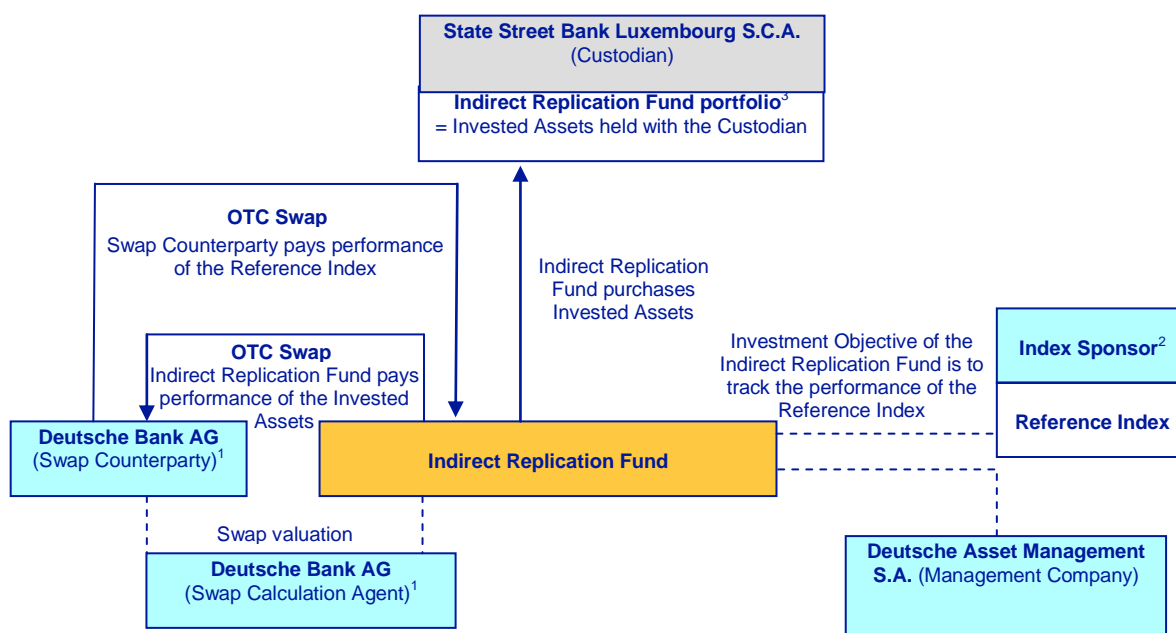 State Street Bank Luxembourg S.C.A.
(Custodian)
Indirect Replication Fund portfolio³
= Invested Assets held with the Custodian
OTC Swap
Swap Counterparty pays performance
of the Reference Index
Indirect Replication
Fund purchases
Invested Assets
OTC Swap
Indirect Replication Fund pays
performance of the Invested
Assets
Investment Objective of the
Indirect Replication Fund is to
track the performance of the
Reference Index
Index Sponsor²
Reference Index
Deutsche Bank AG
(Swap Counterparty)¹
Indirect Replication Fund
Swap valuation
Deutsche Bank AG
(Swap Calculation Agent)¹
Deutsche Asset Management
S.A. (Management Company)